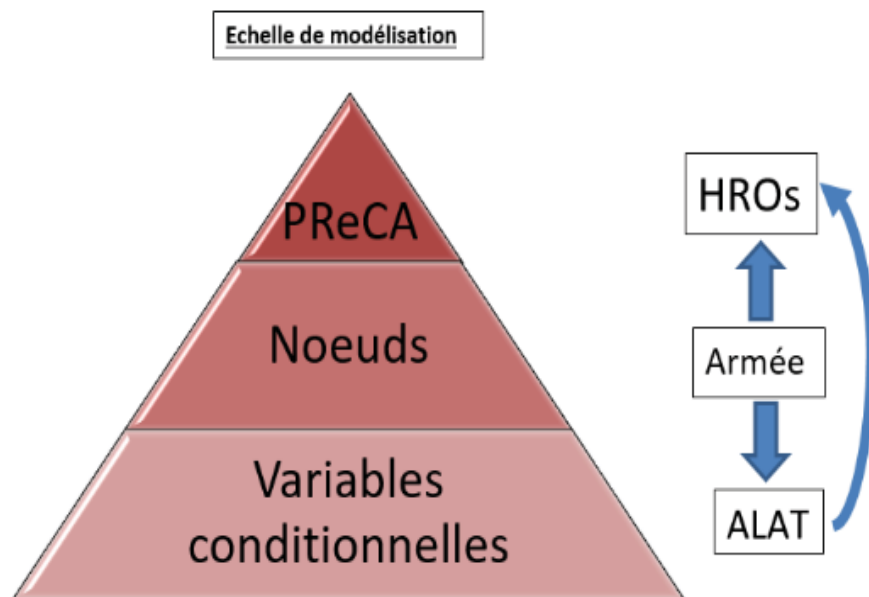 Echelle de modélisation
PReCA
Noeuds
Variables
conditionnelles
HROs
Armée
ALAT